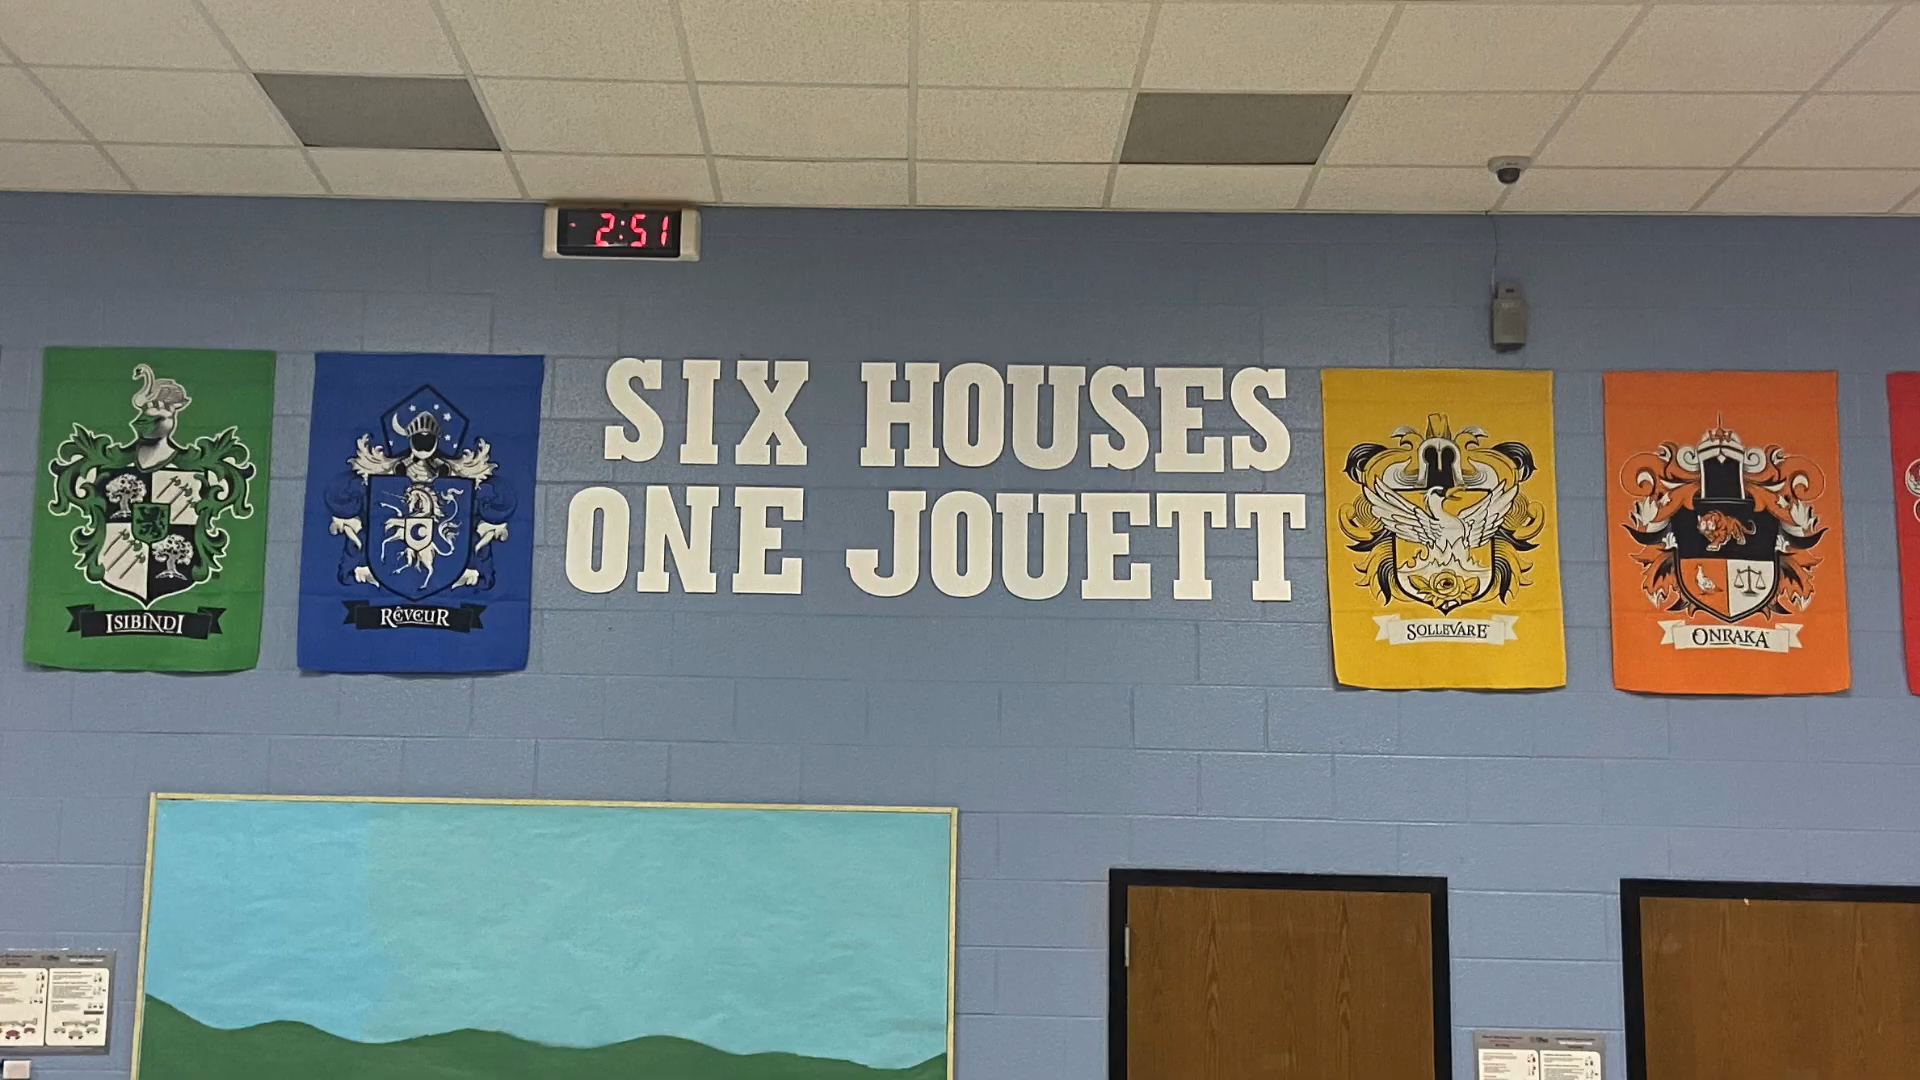 2:51
SIX HOUSES
ONE JOUETT
ISIBINDI
RÊVEUR
SOLLEVARE
ONRAKA